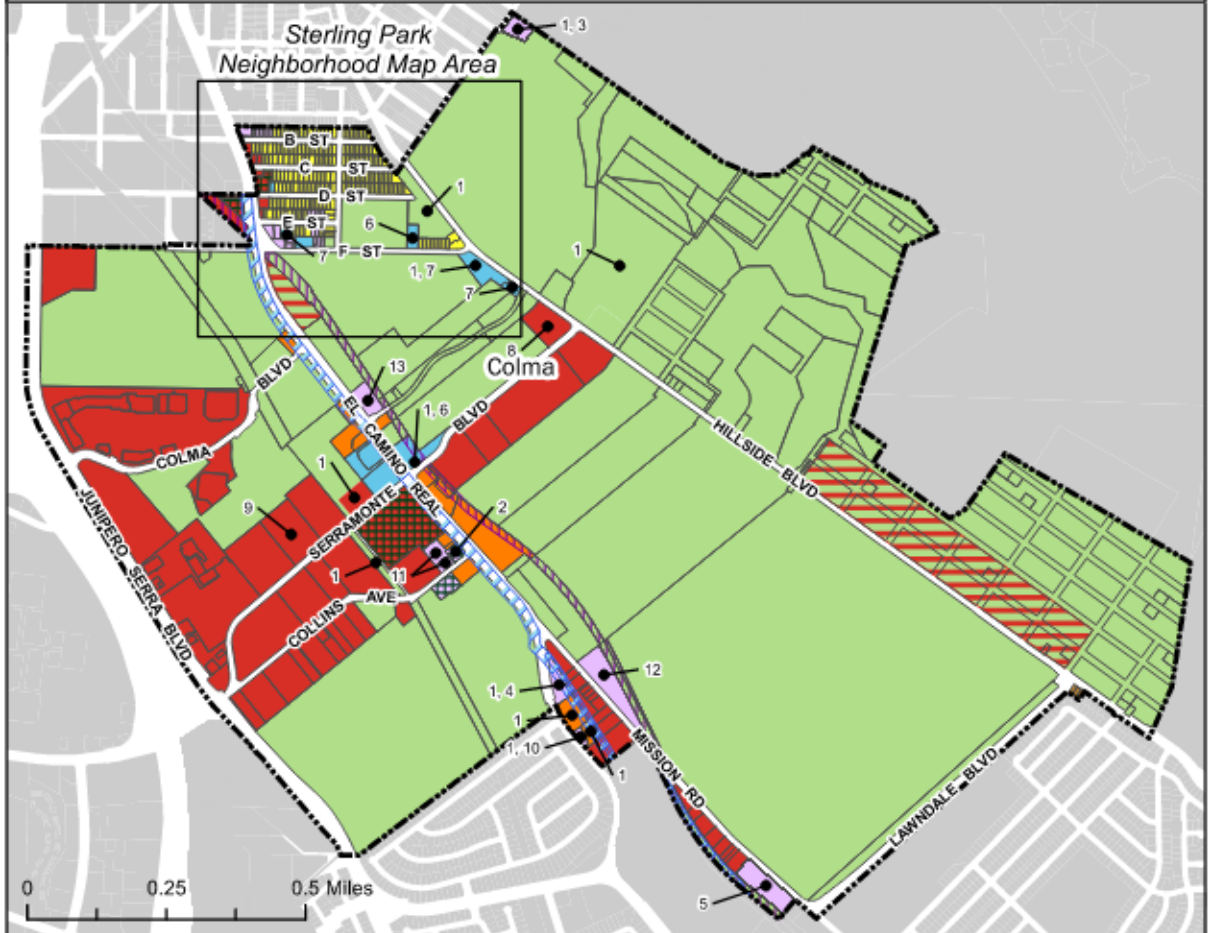 Sterling Park
Neighborhood Map Area
1, 3
B ST
C ST
D ST
E ST
F ST
1
6
7
1, 7
7
1
8
Colma
13
BLVD
COLMA
EL CAMINO REAL
1, 6
BLVD
SERRAMONTE
HILLSIDE BLVD
1
9
2
1
11
COLLINS AVE
JUNIPERO SERRA BLVD
12
1, 4
1
1, 10
1
MISSION RD
LAWNDALE BLVD
5
0 0.25 0.5 Miles